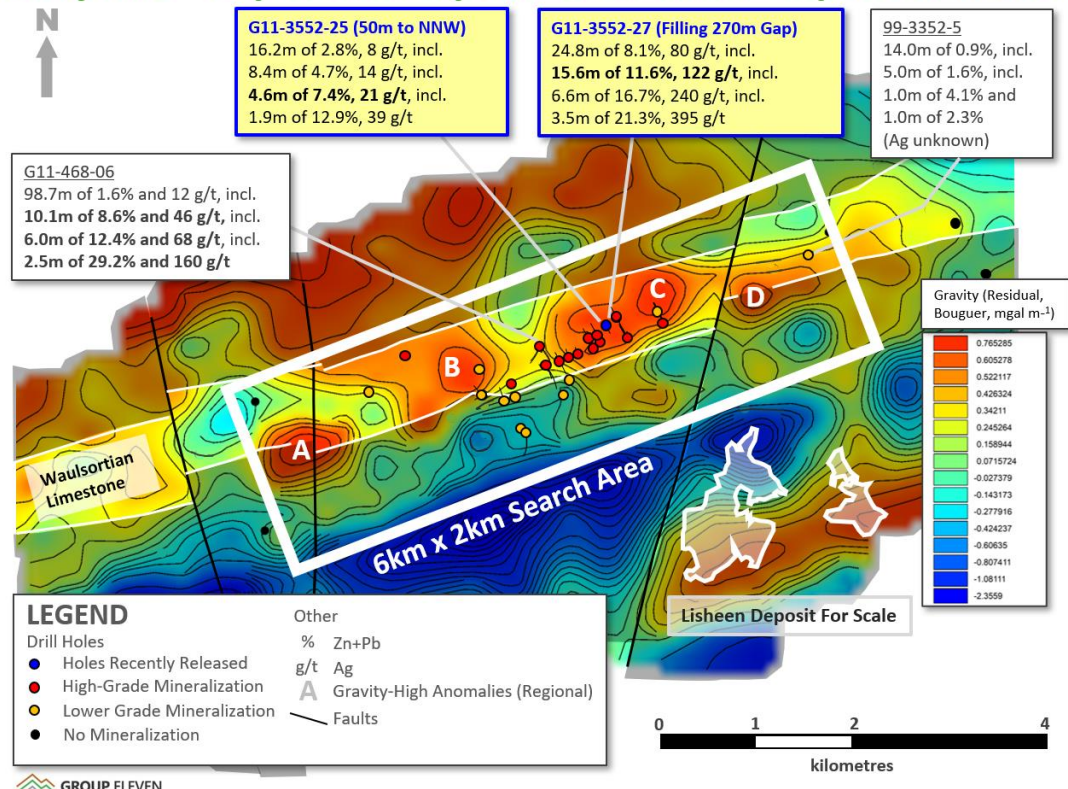 N
G11-3552-25 (50m to NNW)
16.2m of 2.8%, 8 g/t, incl.
8.4m of 4.7%, 14 g/t, incl.
4.6m of 7.4%, 21 g/t, incl.
1.9m of 12.9%, 39 g/t
G11-3552-27 (Filling 270m Gap)
24.8m of 8.1%, 80 g/t, incl.
15.6m of 11.6%, 122 g/t, incl.
6.6m of 16.7%, 240 g/t, incl.
3.5m of 21.3%, 395 g/t
99-3352-5
14.0m of 0.9%, incl.
5.0m of 1.6%, incl.
1.0m of 4.1% and
1.0m of 2.3%
(Ag unknown)
G11-468-06
98.7m of 1.6% and 12 g/t, incl.
10.1m of 8.6% and 46 g/t, incl.
6.0m of 12.4% and 68 g/t, incl.
2.5m of 29.2% and 160 g/t
A
B
C
D
Waulsortian
Limestone
6km x 2km Search Area
Gravity (Residual,
Bouguer, mgal m-1)
0.765285
0.605278
0.522117
0.426324
0.34211
0.245264
0.158944
0.0715724
-0.027379
-0.143173
-0.277916
-0.424237
-0.60635
-0.807411
-1.08111
-2.3559
Lisheen Deposit For Scale
LEGEND
Drill Holes
Holes Recently Released
High-Grade Mineralization
Lower Grade Mineralization
No Mineralization
Other
% Zn+Pb
g/t Ag
A Gravity-High Anomalies (Regional)
Faults
0 1 2 4
kilometres
GROUP ELEVEN